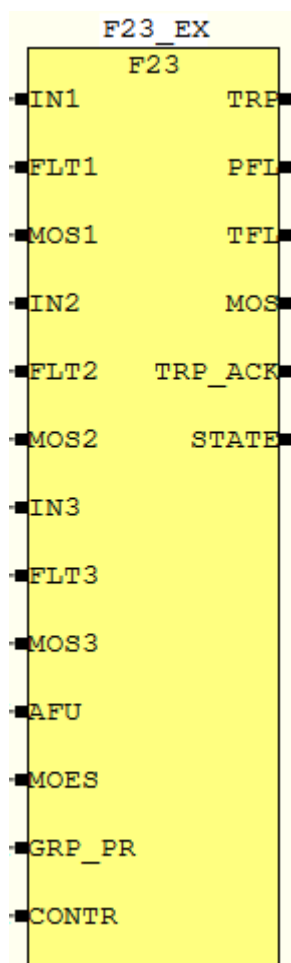 F23_EX
F23
IN1 TRP
FLT1 PFL
MOS1 TFL
IN2 MOS
FLT2 TRP_ACK
MOS2 STATE
IN3
FLT3
MOS3
AFU
MOES
GRP_PR
CONTR